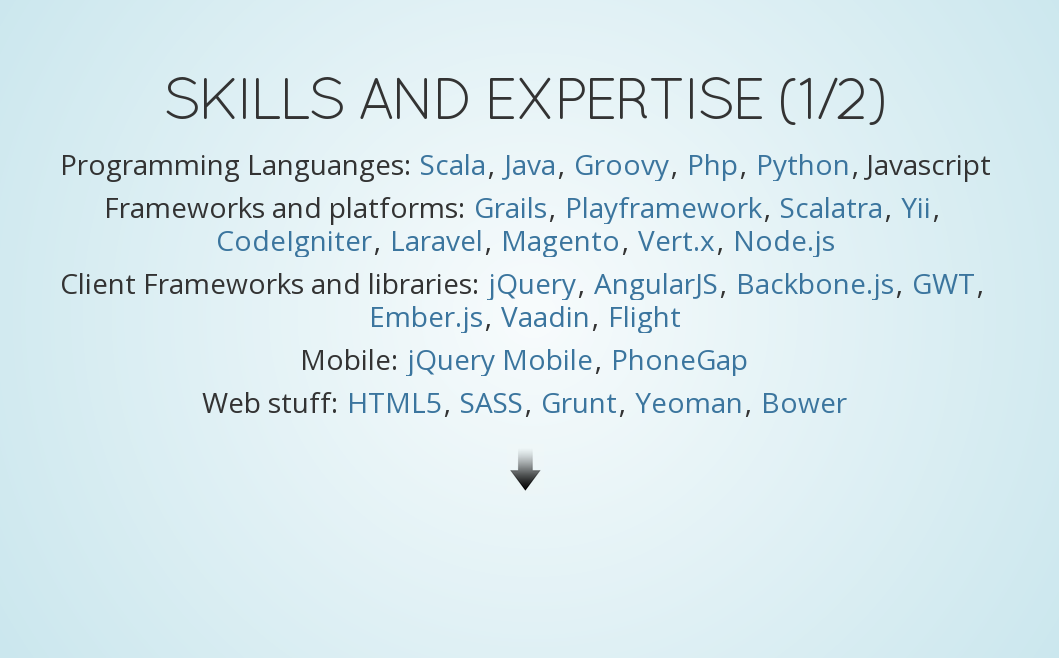 SKILLS AND EXPERTISE (1/2)
Programming Languanges: Scala, Java, Groovy, Php, Python, Javascript
Frameworks and platforms: Grails, Playframework, Scalatra, Yii,
CodeIgniter, Laravel, Magento, Vert.x, Node.js
Client Frameworks and libraries: jQuery, AngularJS, Backbone.js, GWT,
Ember.js, Vaadin, Flight
Mobile: jQuery Mobile, PhoneGap
Web stuff: HTML5, SASS, Grunt, Yeoman, Bower